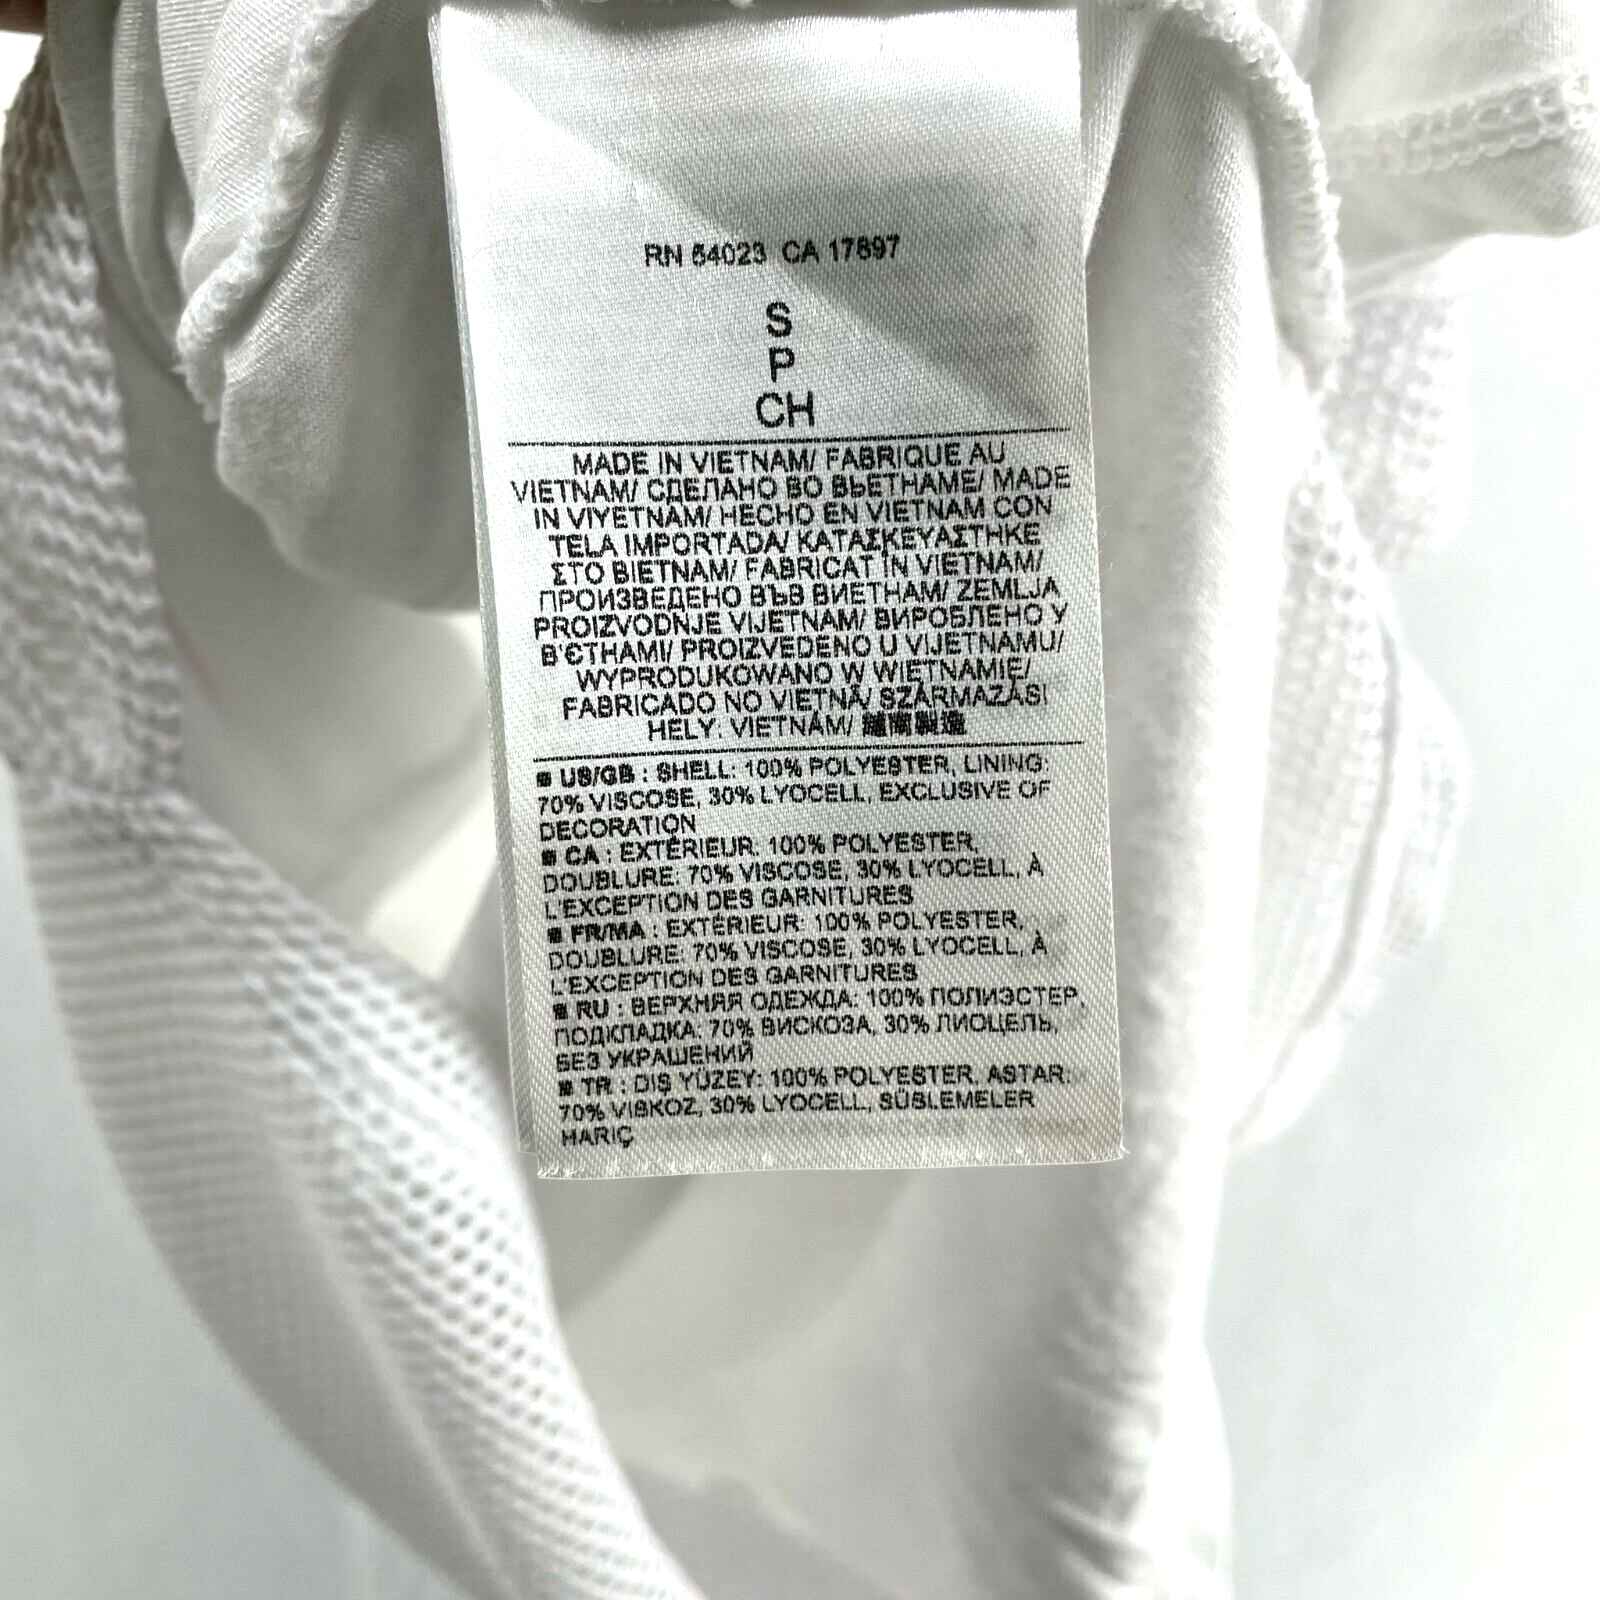 RN 54023 CA 17897
S
P
CH
MADE IN VIETNAM/ FABRIQUE AU
VIETNAM/ СДЕЛАНО ВО ВЬЕТНАМЕ/ MADE
IN VIYETNAM/ HECHO EN VIETNAM CON
TELA IMPORTADA/ ΚΑΤΑΣΚΕΥΑΣΤΗΚΕ
ΣΤΟ ΒΙΕΤΝΑΜ/ FABRICAT ÎN VIETNAM/
ПРОИЗВЕДЕНО ВЪВ ВИЕТНАМ/ ZEMLJA
PROIZVODNJE VIJETNAM/ ВИРОБЛЕНО У
В'ЄТНАМІ/ PROIZVEDENO U VIJETNAMU/
WYPRODUKOWANO W WIETNAMIE/
FABRICADO NO VIETNÃ/ SZÁRMAZÁSI
HELY: VIETNÁM/ 越南製造
US/GB : SHELL: 100% POLYESTER, LINING:
70% VISCOSE, 30% LYOCELL, EXCLUSIVE OF
DECORATION
CA : EXTÉRIEUR: 100% POLYESTER,
DOUBLURE: 70% VISCOSE, 30% LYOCELL, À
L'EXCEPTION DES GARNITURES
FR/MA : EXTÉRIEUR: 100% POLYESTER,
DOUBLURE: 70% VISCOSE, 30% LYOCELL, À
L'EXCEPTION DES GARNITURES
RU : ВЕРХНЯЯ ОДЕЖДА: 100% ПОЛИЭСТЕР,
ПОДКЛАДКА: 70% ВИСКОЗА, 30% ЛИОЦЕЛЬ,
БЕЗ УКРАШЕНИЙ
TR : DIS YÜZEY: 100% POLYESTER, ASTAR:
70% VISKOZ, 30% LYOCELL, SÜSLEMELER
HARIÇ